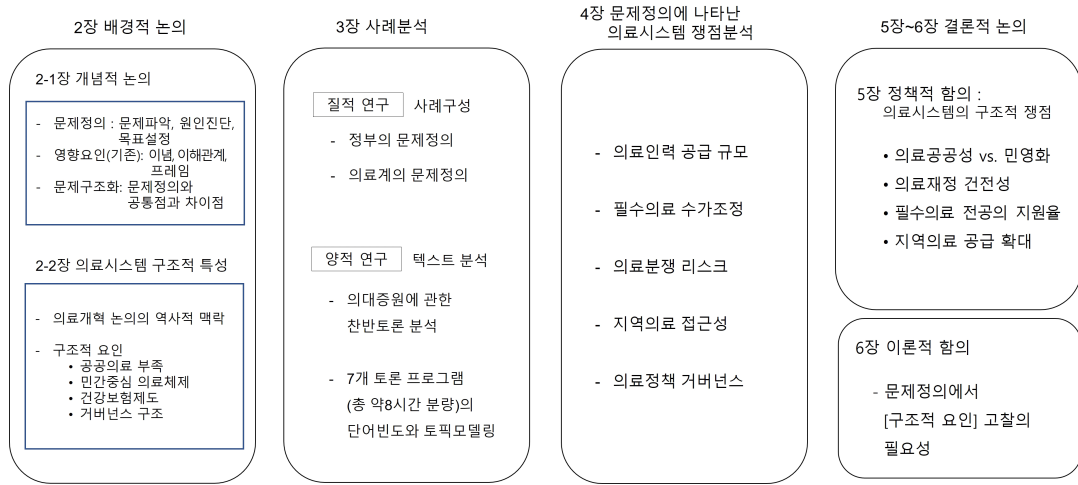 2장 배경적 논의
2-1장 개념적 논의
- 문제정의 : 문제파악, 원인진단,
목표설정
- 영향요인(기존): 이념, 이해관계,
프레임
- 문제구조화: 문제정의와
공통점과 차이점
2-2장 의료시스템 구조적 특성
- 의료개혁 논의의 역사적 맥락
- 구조적 요인
• 공공의료 부족
• 민간중심 의료체제
• 건강보험제도
• 거버넌스 구조
3장 사례분석
질적 연구 사례구성
- 정부의 문제정의
- 의료계의 문제정의
양적 연구 텍스트 분석
- 의대증원에 관한
찬반토론 분석
- 7개 토론 프로그램
(총 약8시간 분량)의
단어빈도와 토픽모델링
4장 문제정의에 나타난
의료시스템 쟁점분석
- 의료인력 공급 규모
- 필수의료 수가조정
- 의료분쟁 리스크
- 지역의료 접근성
- 의료정책 거버넌스
5장~6장 결론적 논의
5장 정책적 함의 :
의료시스템의 구조적 쟁점
• 의료공공성 vs. 민영화
• 의료재정 건전성
• 필수의료 전공의 지원율
• 지역의료 공급 확대
6장 이론적 함의
- 문제정의에서
[구조적 요인] 고찰의
필요성